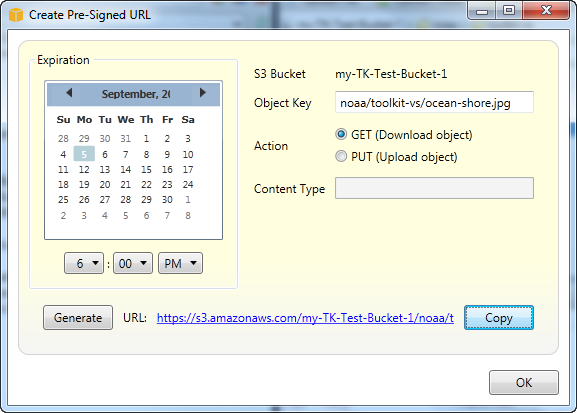 Create Pre-Signed URL
Expiration
September, 20
Su Mo Tu We Th Fr Sa
28 29 30 31 1 2 3
4 5 6 7 8 9 10
11 12 13 14 15 16 17
18 19 20 21 22 23 24
25 26 27 28 29 30 1
2 3 4 5 6 7 8
6 : 00 PM
S3 Bucket my-TK-Test-Bucket-1
Object Key noaa/toolkit-vs/ocean-shore.jpg
Action GET (Download object)
PUT (Upload object)
Content Type
Generate URL: https://s3.amazonaws.com/my-TK-Test-Bucket-1/noaa/t Copy
OK